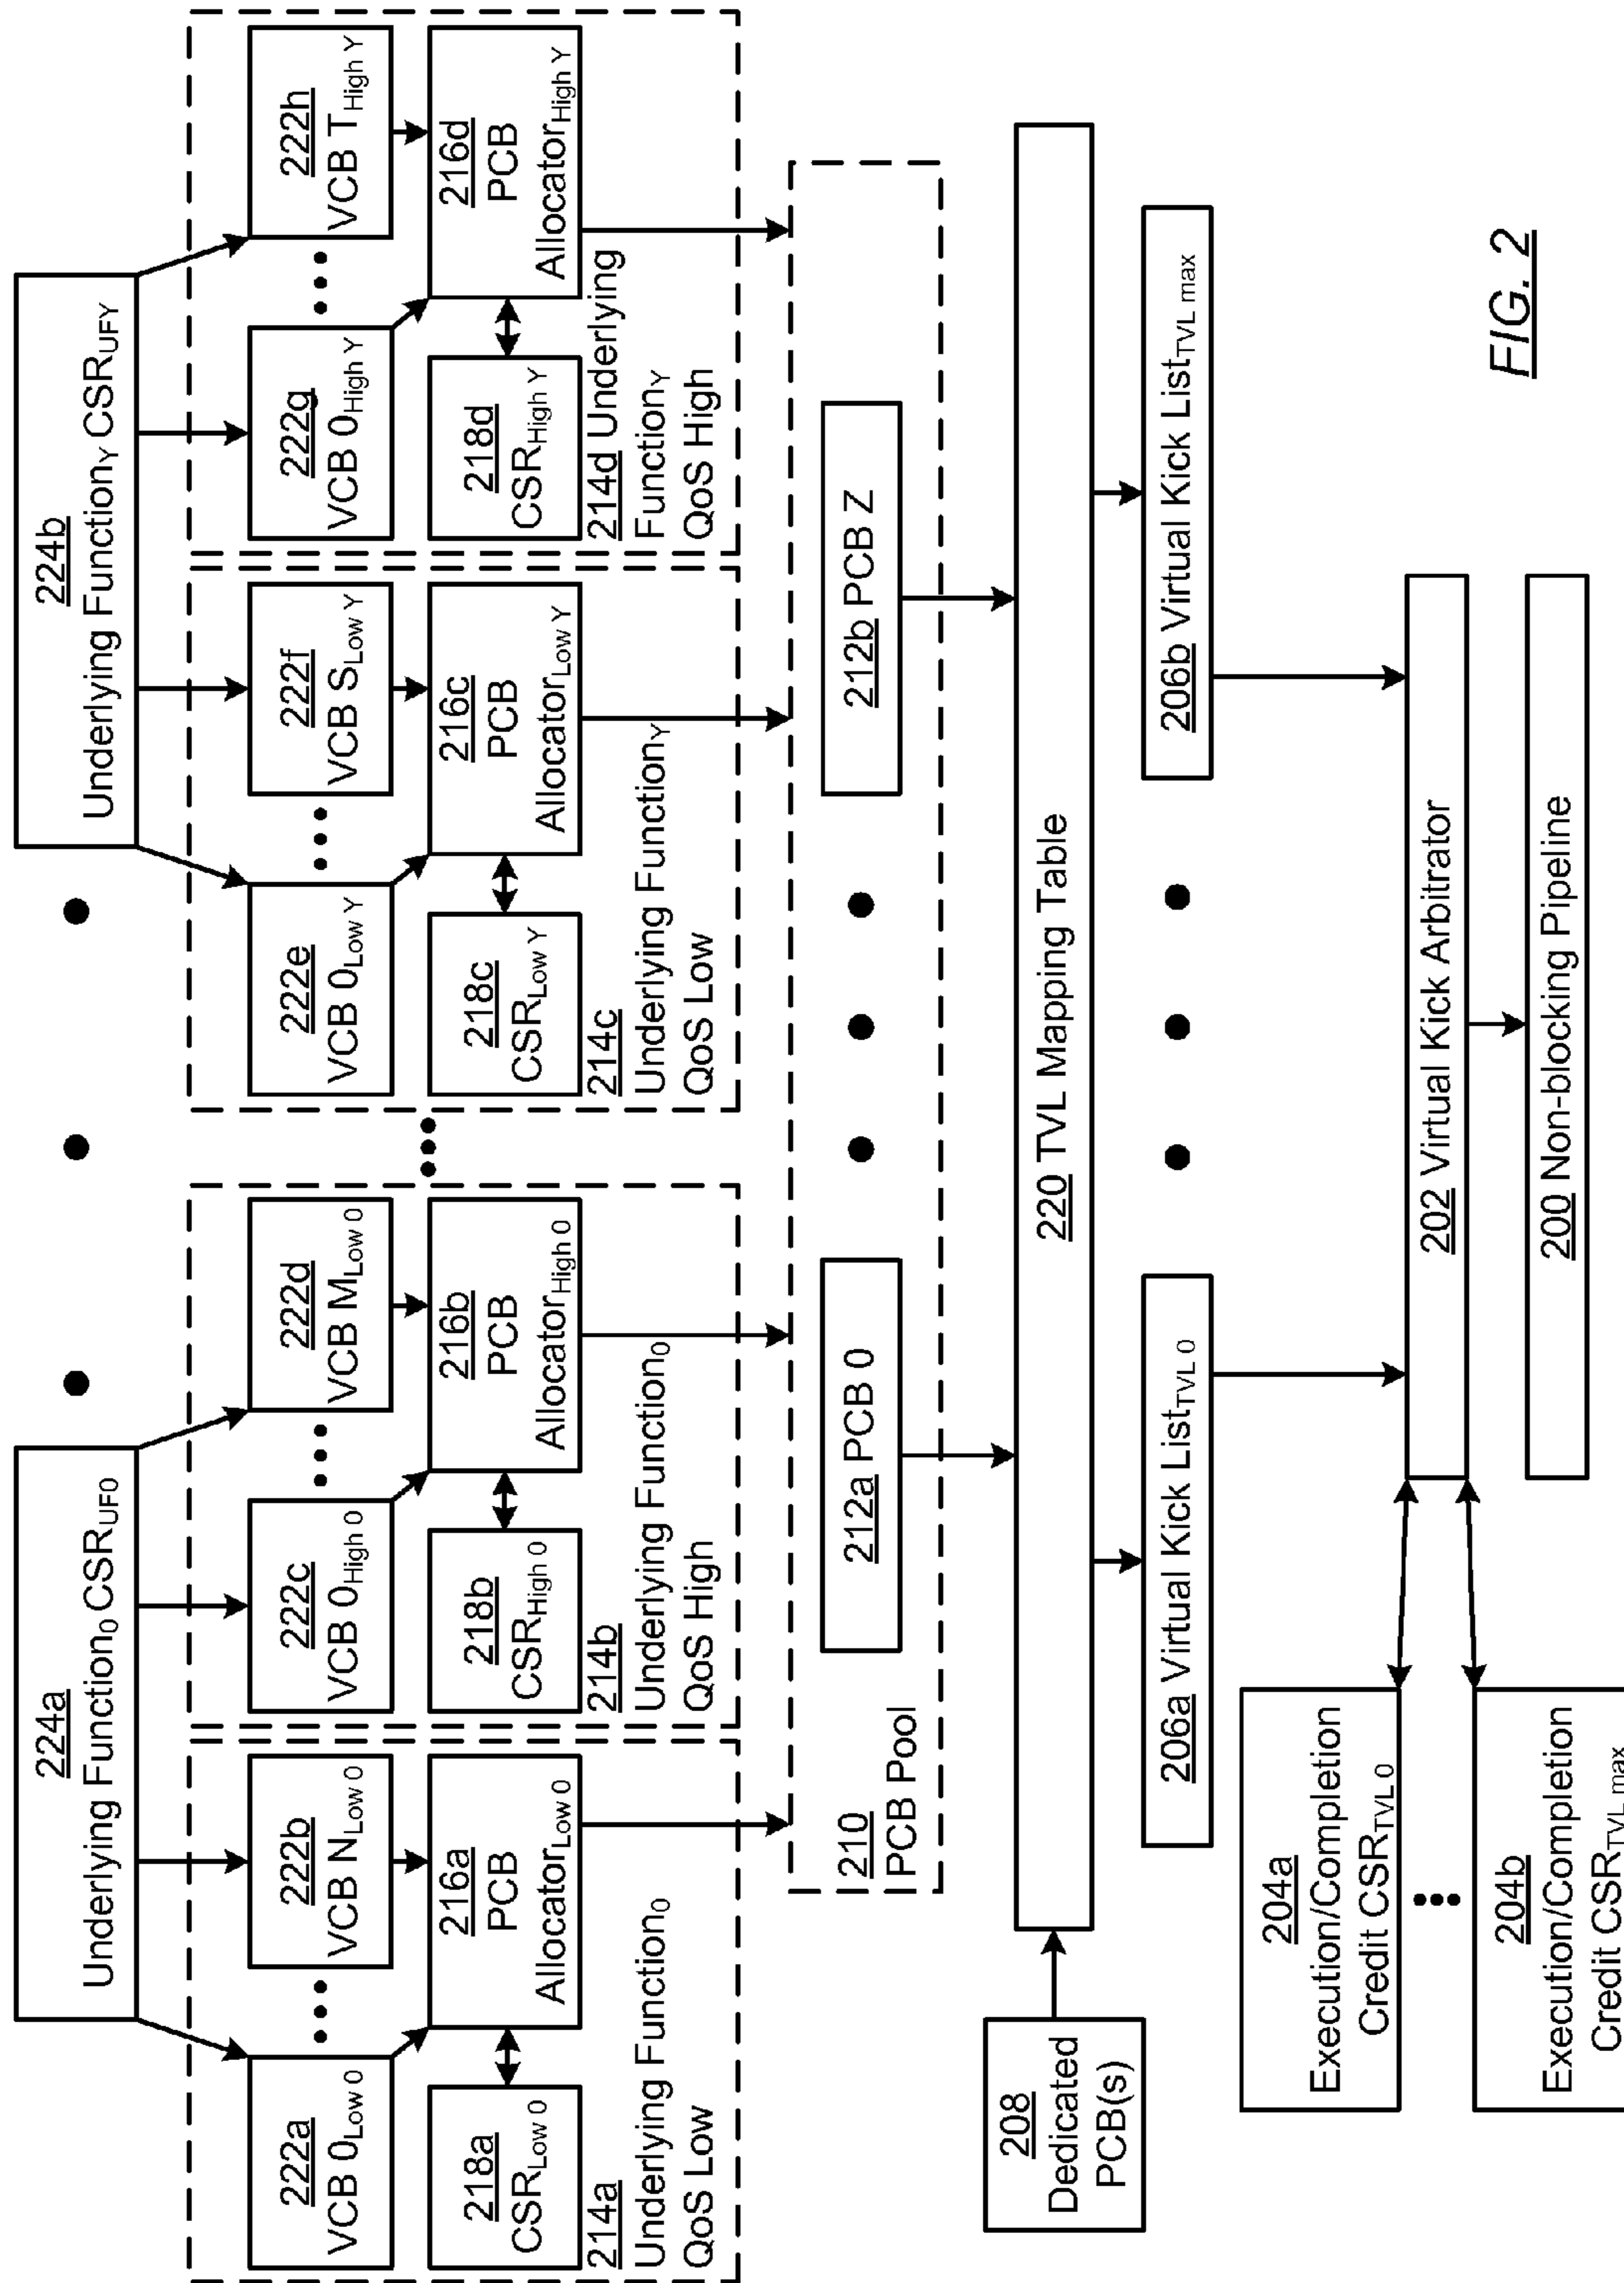 224a
Underlying Function0 CSRUF0
224b
Underlying FunctionY CSRUFY
222a
VCB 0Low 0
222b
VCB NLow 0
222c
VCB 0High 0
222d
VCB MLow 0
222e
VCB 0Low Y
222f
VCB SLow Y
222g
VCB 0High Y
222h
VCB THigh Y
218a
CSRLow 0
216a
PCB
AllocatorLow 0
218b
CSRHigh 0
216b
PCB
AllocatorHigh 0
218c
CSRLow Y
216c
PCB
AllocatorLow Y
218d
CSRHigh Y
216d
PCB
AllocatorHigh Y
214a
Underlying Function0
QoS Low
214b
Underlying Function0
QoS High
214c
Underlying FunctionY
QoS Low
214d Underlying
FunctionY
QoS High
210
PCB Pool
212a PCB 0
212b PCB Z
208
Dedicated
PCB(s)
220 TVL Mapping Table
206a Virtual Kick ListTVL 0
206b Virtual Kick ListTVL max
204a
Execution/Completion
Credit CSRTVL 0
204b
Execution/Completion
Credit CSRTVL max
202 Virtual Kick Arbitrator
200 Non-blocking Pipeline
FIG. 2